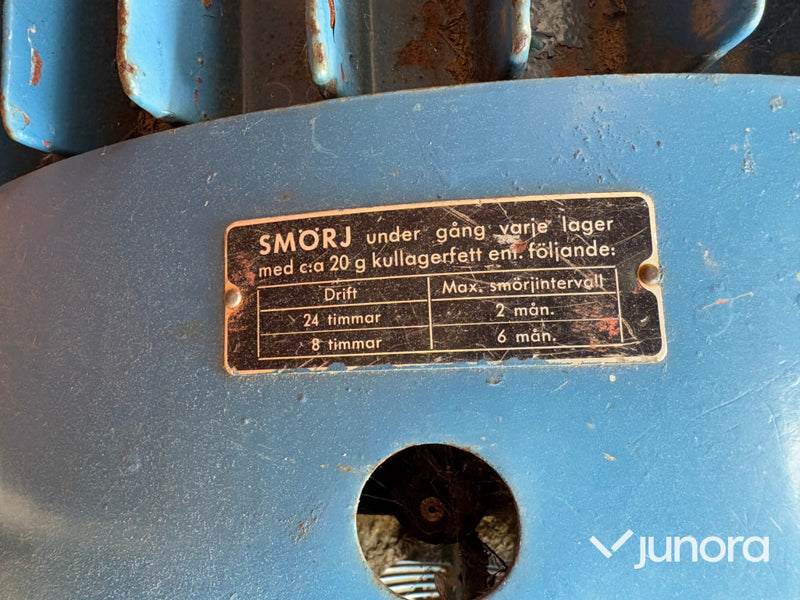 SMÖRJ under gång varje lager
med c:a 20 g kullagerfett enl. följande:
Drift Max. smörjintervall
24 timmar 2 mån.
8 timmar 6 mån.
junora